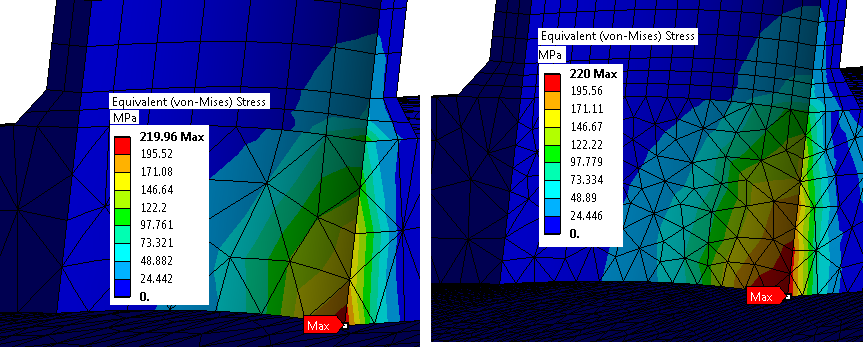 Equivalent (von-Mises) Stress
MPa
219.96 Max
195.52
171.08
146.64
122.2
97.761
73.321
48.882
24.442
0.
Max
Equivalent (von-Mises) Stress
MPa
220 Max
195.56
171.11
146.67
122.22
97.779
73.334
48.89
24.446
0.
Max